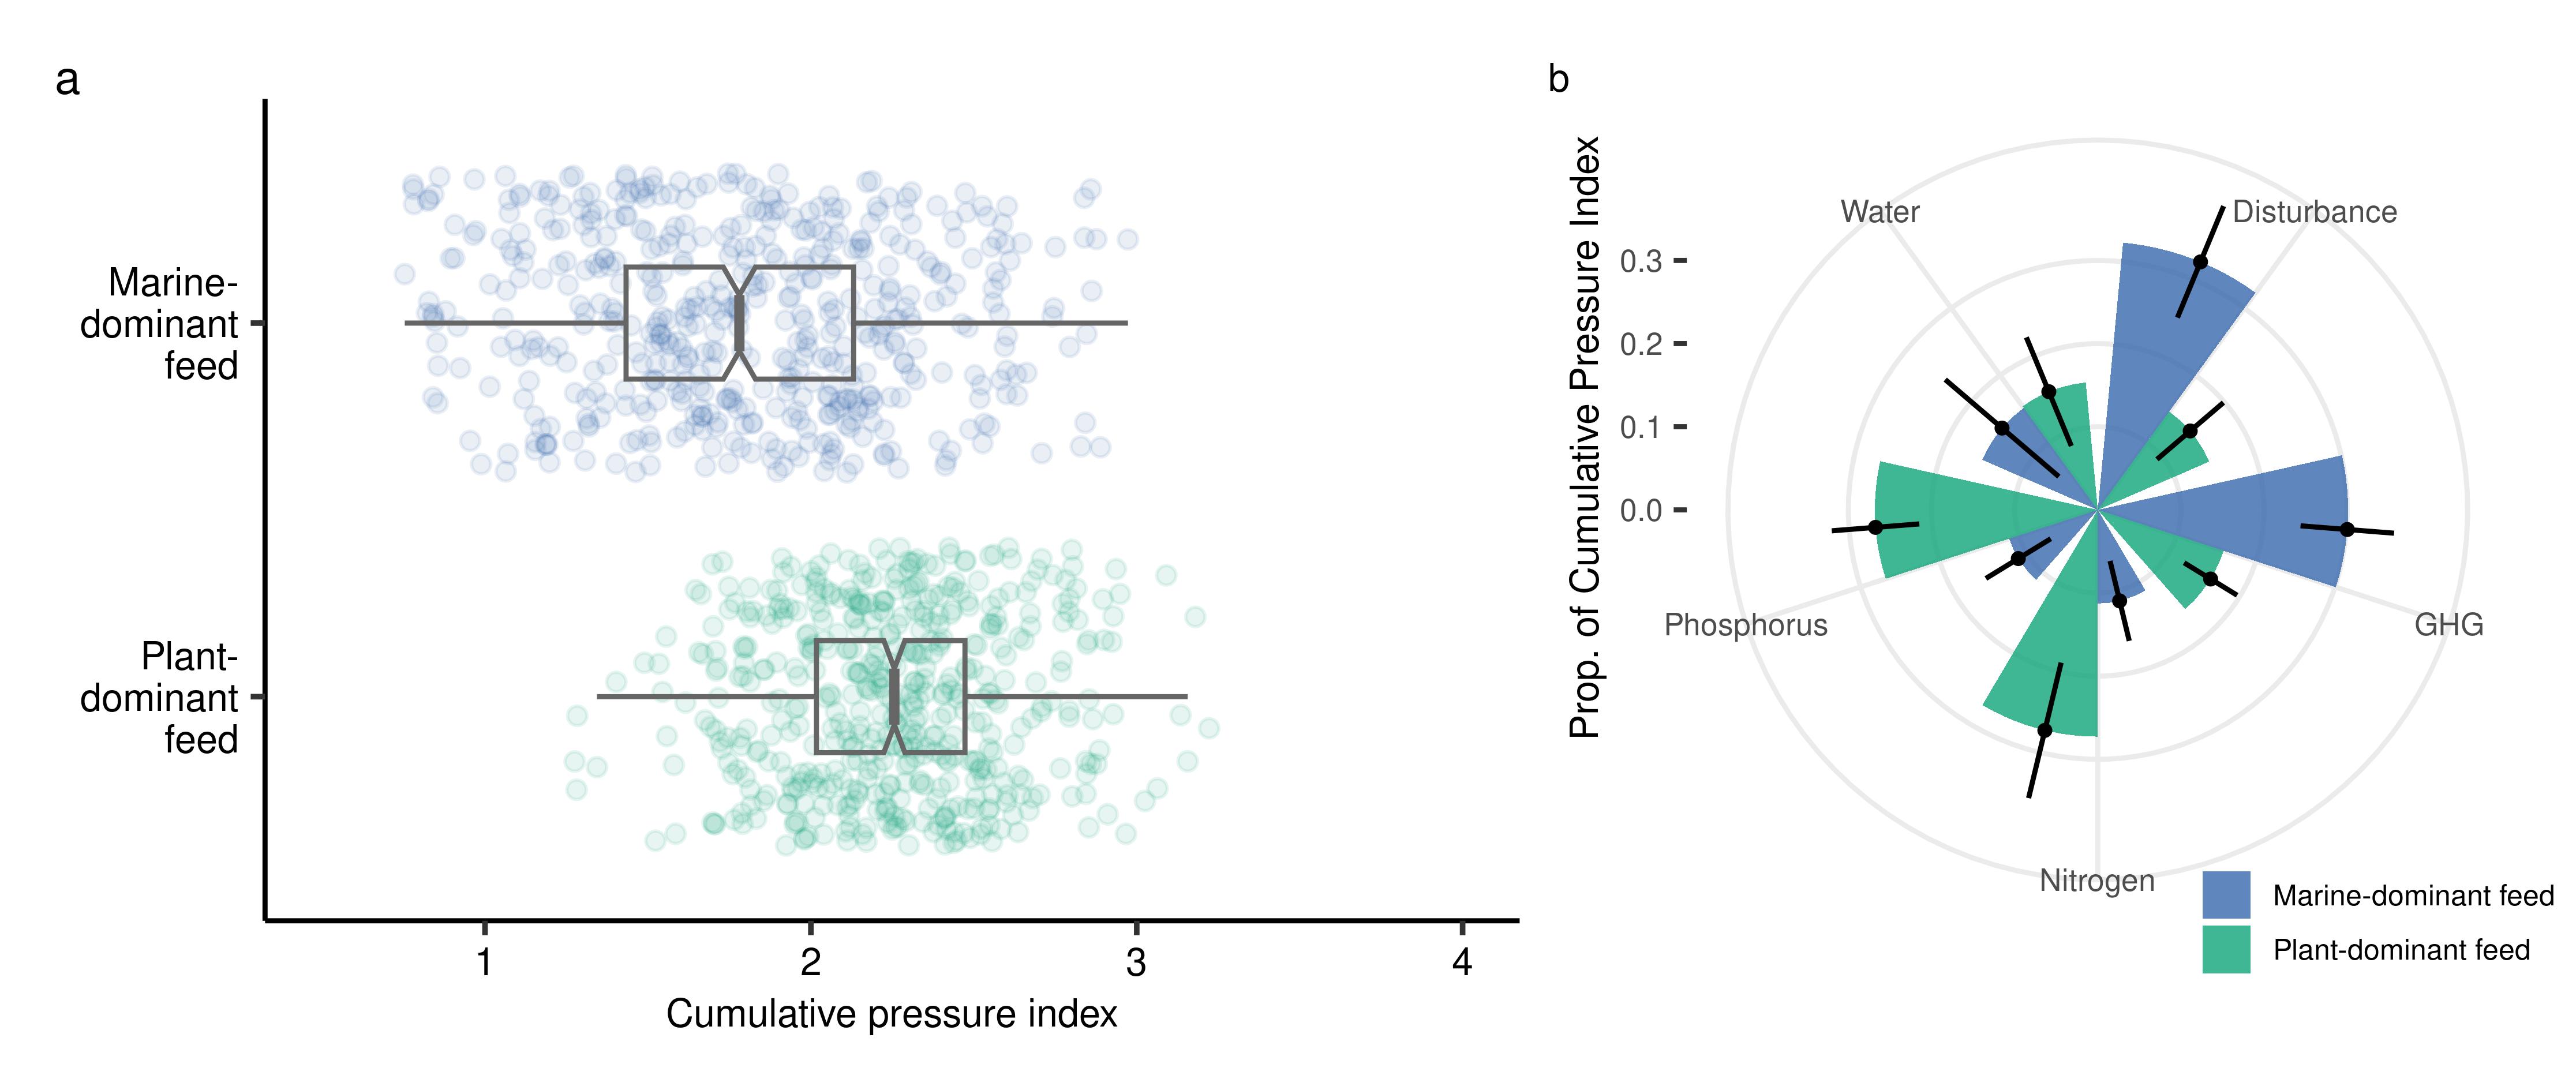 a
Marine-
dominant
feed
Plant-
dominant
feed
1 2 3 4
Cumulative pressure index
b
Prop. of Cumulative Pressure Index
0.3
0.2
0.1
0.0
Water
Disturbance
Phosphorus
GHG
Nitrogen
Marine-dominant feed
Plant-dominant feed